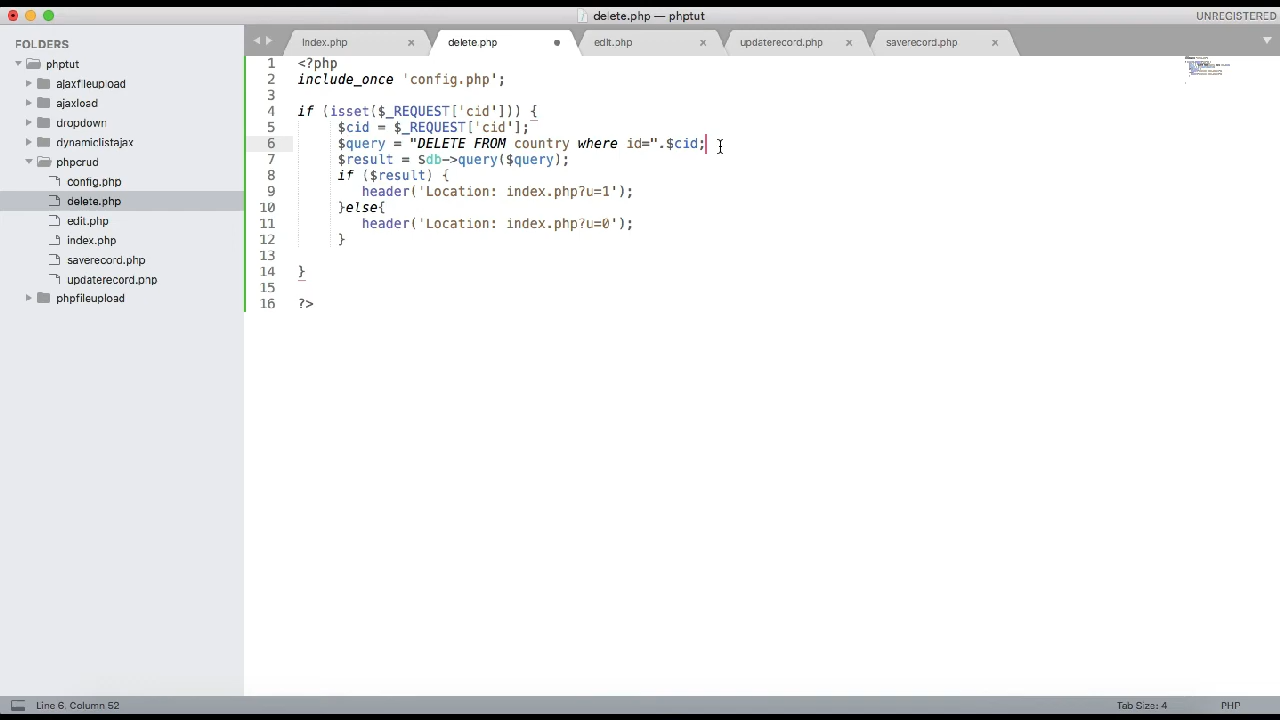 delete.php — phptut
UNREGISTERED
FOLDERS
phptut
ajaxfileupload
ajaxload
dropdown
dynamiclistajax
phpcrud
config.php
delete.php
edit.php
index.php
saverecord.php
updaterecord.php
phpfileupload
index.php × delete.php edit.php × updaterecord.php × saverecord.php ×
1 <?php
2 include_once 'config.php';
3
4 if (isset($_REQUEST['cid'])) {
5 $cid = $_REQUEST['cid'];
6 $query = "DELETE FROM country where id=".$cid;
7 $result = $db->query($query);
8 if ($result) {
9 header('Location: index.php?u=1');
10 }else{
11 header('Location: index.php?u=0');
12 }
13
14 }
15
16 ?>
Line 6, Column 52
Tab Size: 4
PHP